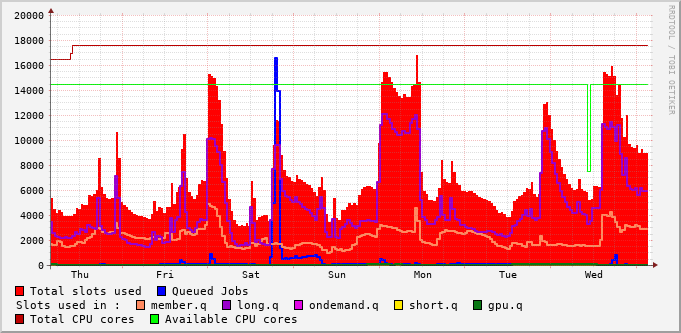 20000
18000
16000
14000
12000
10000
8000
6000
4000
2000
0
Thu Fri Sat Sun Mon Tue Wed
Total slots used Queued Jobs
Slots used in : member.q long.q ondemand.q short.q gpu.q
Total CPU cores Available CPU cores
RRDTOOL / TOBI OETIKER